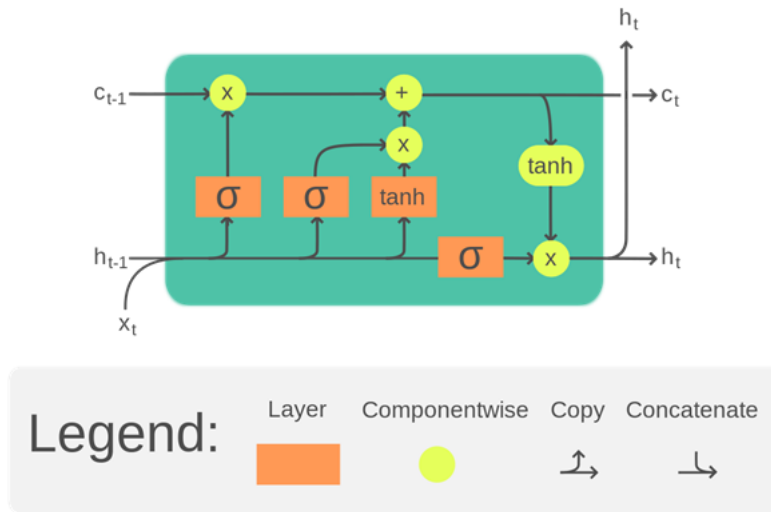 h_t
c_{t-1} x + c_t
x
tanh
σ σ tanh
h_{t-1} σ x h_t
x_t
Layer Componentwise Copy Concatenate
Legend: